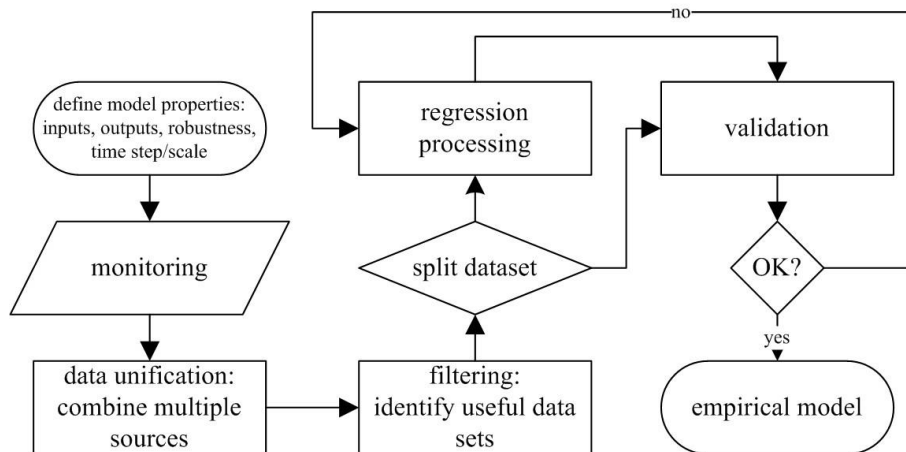 no
define model properties:
inputs, outputs, robustness,
time step/scale
regression
processing
validation
monitoring
split dataset
OK?
yes
data unification:
combine multiple
sources
filtering:
identify useful data
sets
empirical model